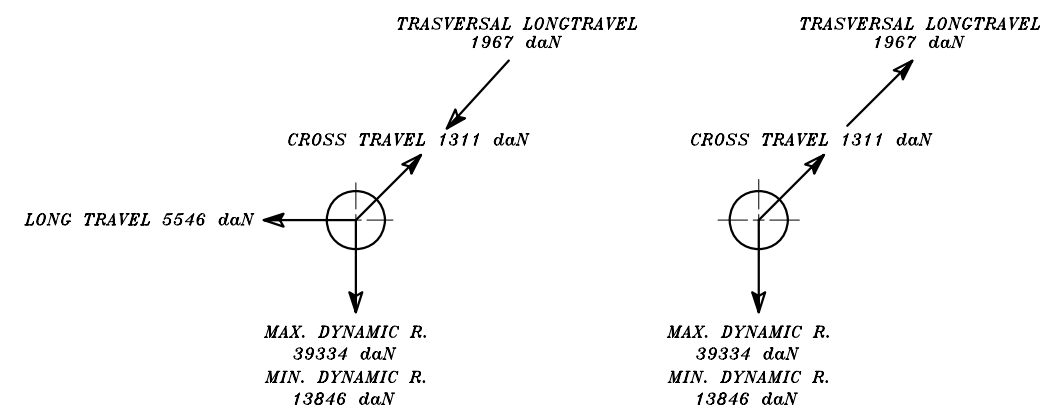 TRASVERSAL LONGTRAVEL
1967 daN
CROSS TRAVEL 1311 daN
LONG TRAVEL 5546 daN
MAX. DYNAMIC R.
39334 daN
MIN. DYNAMIC R.
13846 daN
TRASVERSAL LONGTRAVEL
1967 daN
CROSS TRAVEL 1311 daN
MAX. DYNAMIC R.
39334 daN
MIN. DYNAMIC R.
13846 daN